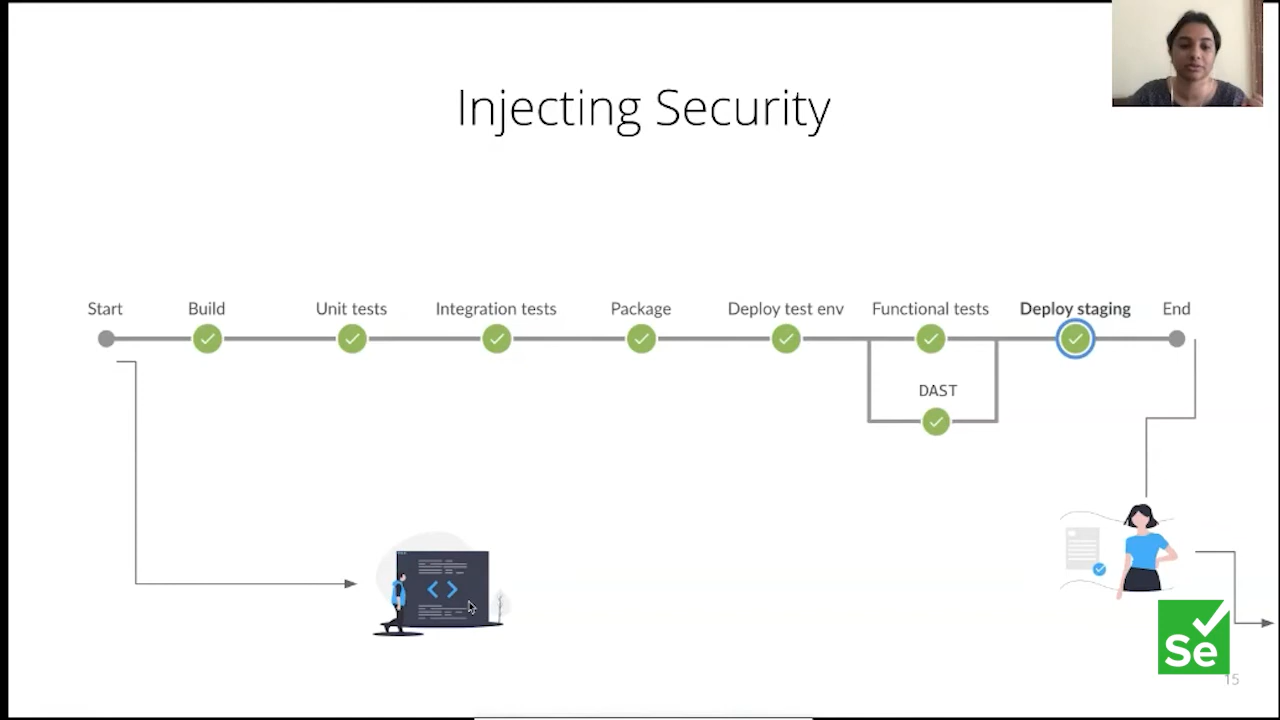 Injecting Security
Start Build Unit tests Integration tests Package Deploy test env Functional tests Deploy staging End
DAST
Se
15